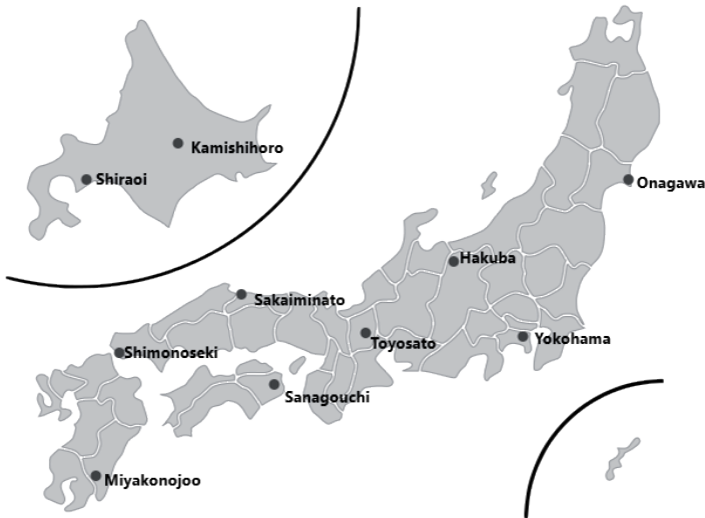 Kamishihoro
Shiraoi
Onagawa
Hakuba
Sakaiminato
Yokohama
Toyosato
Shimonoseki
Sanagouchi
Miyakonojoo